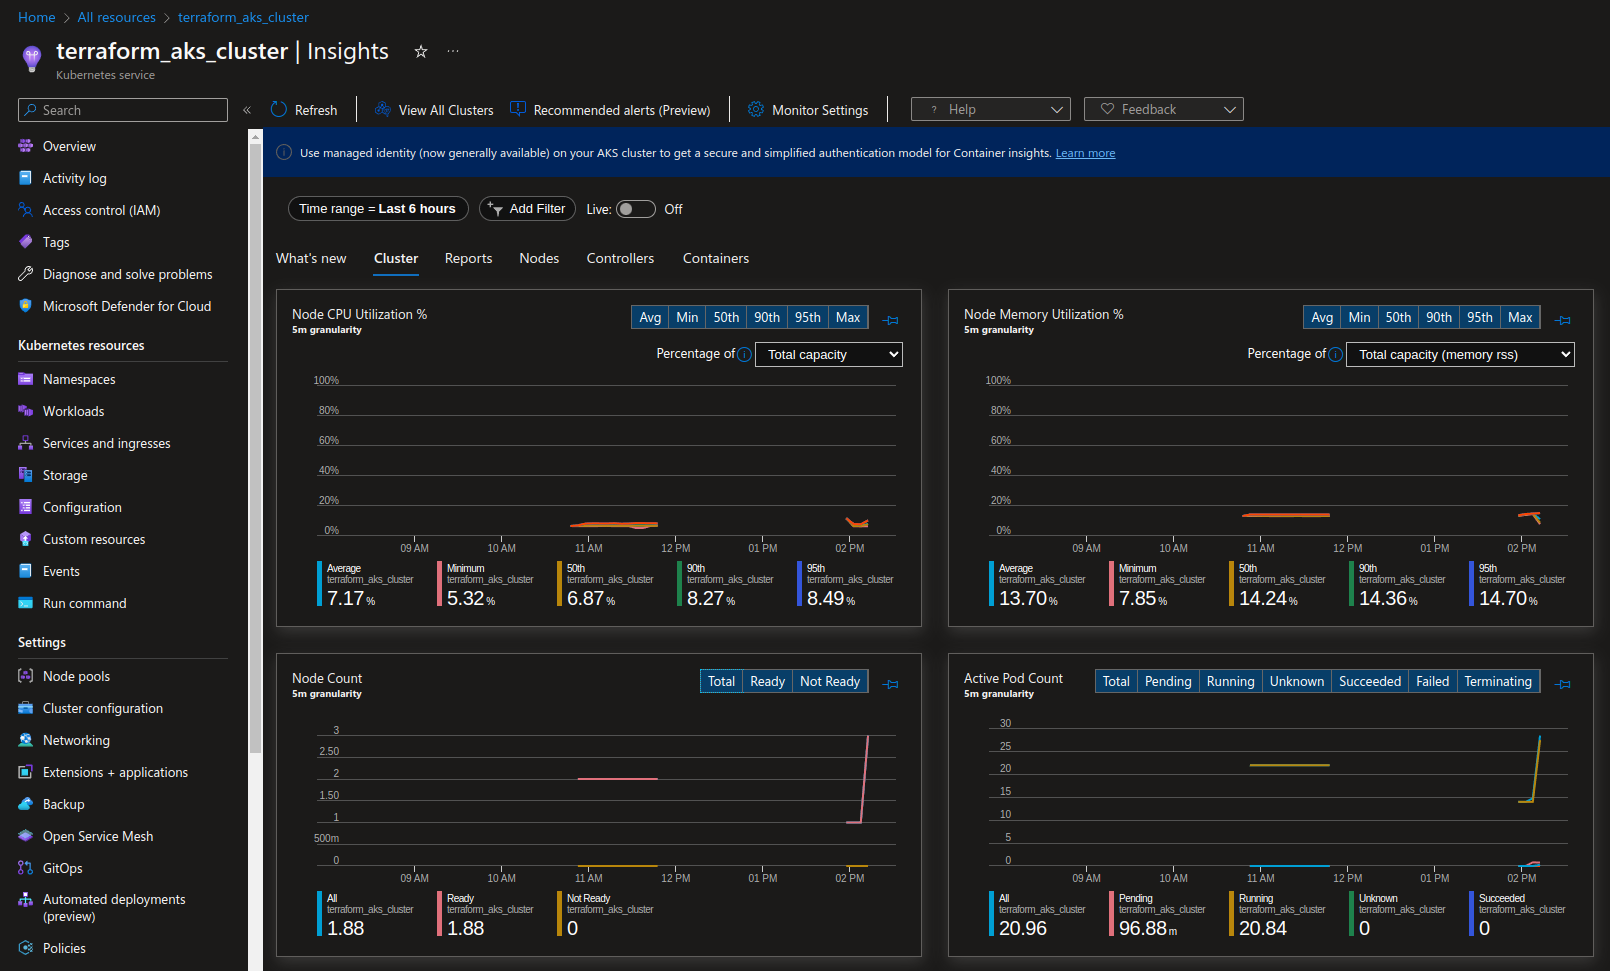 Home > All resources > terraform_aks_cluster
terraform_aks_cluster | Insights
Kubernetes service
Search
Refresh
View All Clusters
Recommended alerts (Preview)
Monitor Settings
? Help
Feedback
Overview
Activity log
Access control (IAM)
Tags
Diagnose and solve problems
Microsoft Defender for Cloud
Kubernetes resources
Namespaces
Workloads
Services and ingresses
Storage
Configuration
Custom resources
Events
Run command
Settings
Node pools
Cluster configuration
Networking
Extensions + applications
Backup
Open Service Mesh
GitOps
Automated deployments
(preview)
Policies
Use managed identity (now generally available) on your AKS cluster to get a secure and simplified authentication model for Container insights. Learn more
Time range = Last 6 hours
Add Filter
Live: Off
What's new Cluster Reports Nodes Controllers Containers
Node CPU Utilization %
5m granularity
Avg Min 50th 90th 95th Max
Percentage of Total capacity
100%
80%
60%
40%
20%
0%
09 AM 10 AM 11 AM 12 PM 01 PM 02 PM
Average Minimum 50th 90th 95th
terraform_aks_cluster terraform_aks_cluster terraform_aks_cluster terraform_aks_cluster terraform_aks_cluster
7.17 % 5.32 % 6.87 % 8.27 % 8.49 %
Node Memory Utilization %
5m granularity
Avg Min 50th 90th 95th Max
Percentage of Total capacity (memory rss)
100%
80%
60%
40%
20%
0%
09 AM 10 AM 11 AM 12 PM 01 PM 02 PM
Average Minimum 50th 90th 95th
terraform_aks_cluster terraform_aks_cluster terraform_aks_cluster terraform_aks_cluster terraform_aks_cluster
13.70 % 7.85 % 14.24 % 14.36 % 14.70 %
Node Count
5m granularity
Total Ready Not Ready
3
2.50
2
1.50
1
500m
0
09 AM 10 AM 11 AM 12 PM 01 PM 02 PM
All Ready Not Ready
terraform_aks_cluster terraform_aks_cluster terraform_aks_cluster
1.88 1.88 0
Active Pod Count
5m granularity
Total Pending Running Unknown Succeeded Failed Terminating
30
25
20
15
10
5
0
09 AM 10 AM 11 AM 12 PM 01 PM 02 PM
All Pending Running Unknown Succeeded
terraform_aks_cluster terraform_aks_cluster terraform_aks_cluster terraform_aks_cluster terraform_aks_cluster
20.96 96.88 m 20.84 0 0